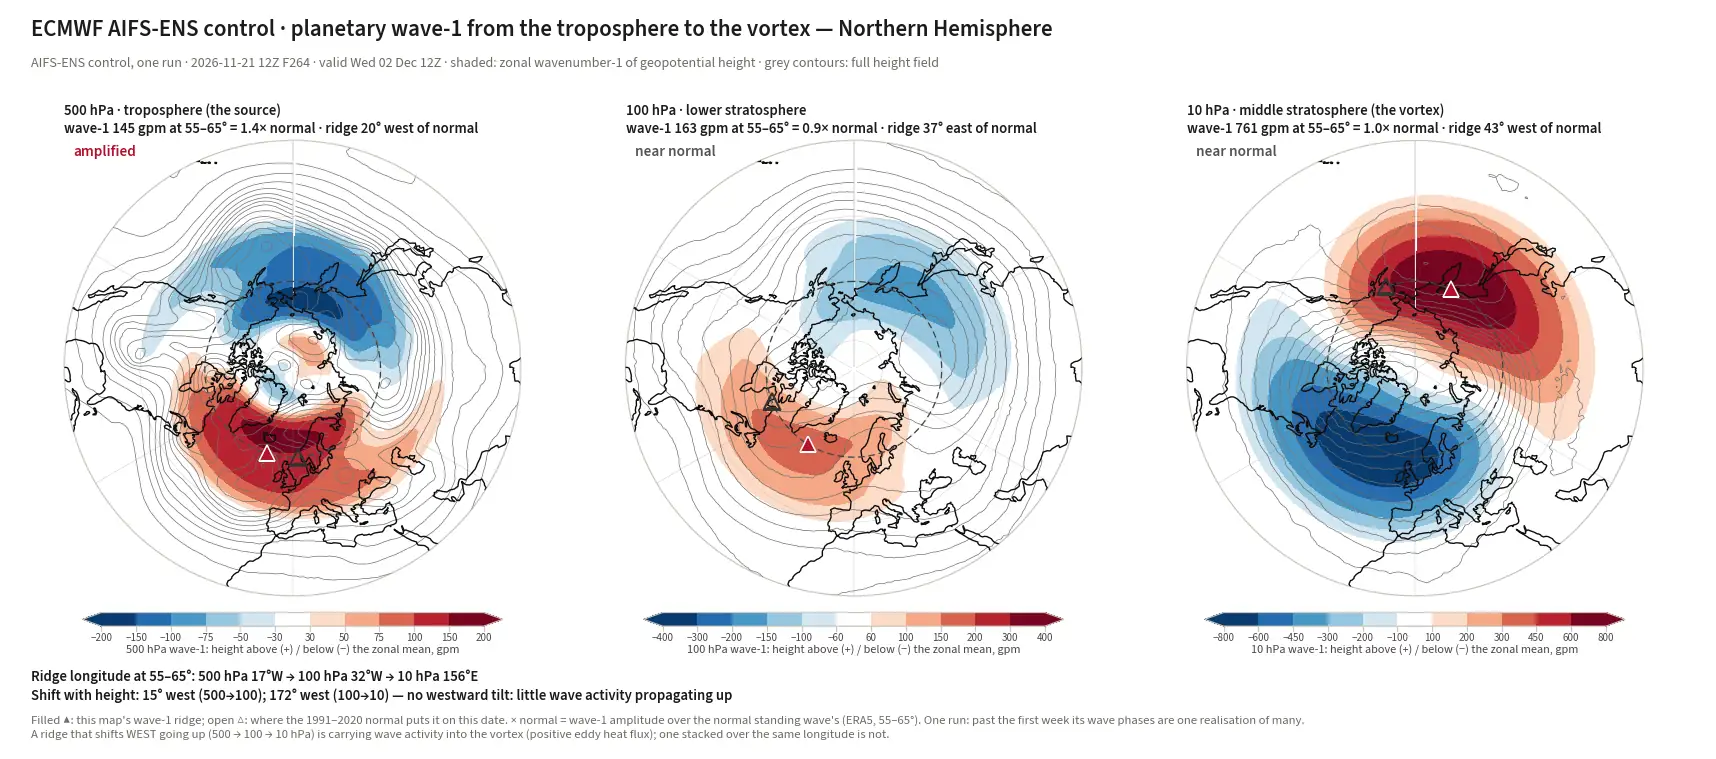 ECMWF AIFS-ENS control · planetary wave-1 from the troposphere to the vortex — Northern Hemisphere
AIFS-ENS control, one run · 2026-11-21 12Z F264 · valid Wed 02 Dec 12Z · shaded: zonal wavenumber-1 of geopotential height · grey contours: full height field
500 hPa · troposphere (the source)
wave-1 145 gpm at 55–65° = 1.4× normal · ridge 20° west of normal
amplified
100 hPa · lower stratosphere
wave-1 163 gpm at 55–65° = 0.9× normal · ridge 37° east of normal
near normal
10 hPa · middle stratosphere (the vortex)
wave-1 761 gpm at 55–65° = 1.0× normal · ridge 43° west of normal
near normal
−200 −150 −100 −75 −50 −30 30 50 75 100 150 200
500 hPa wave-1: height above (+) / below (−) the zonal mean, gpm
−400 −300 −200 −150 −100 −60 60 100 150 200 300 400
100 hPa wave-1: height above (+) / below (−) the zonal mean, gpm
−800 −600 −450 −300 −200 −100 100 200 300 450 600 800
10 hPa wave-1: height above (+) / below (−) the zonal mean, gpm
Ridge longitude at 55–65°: 500 hPa 17°W → 100 hPa 32°W → 10 hPa 156°E
Shift with height: 15° west (500→100); 172° west (100→10) — no westward tilt: little wave activity propagating up
Filled ▲: this map's wave-1 ridge; open △: where the 1991–2020 normal puts it on this date. × normal = wave-1 amplitude over the normal standing wave's (ERA5, 55–65°). One run: past the first week its wave phases are one realisation of many.
A ridge that shifts WEST going up (500 → 100 → 10 hPa) is carrying wave activity into the vortex (positive eddy heat flux); one stacked over the same longitude is not.